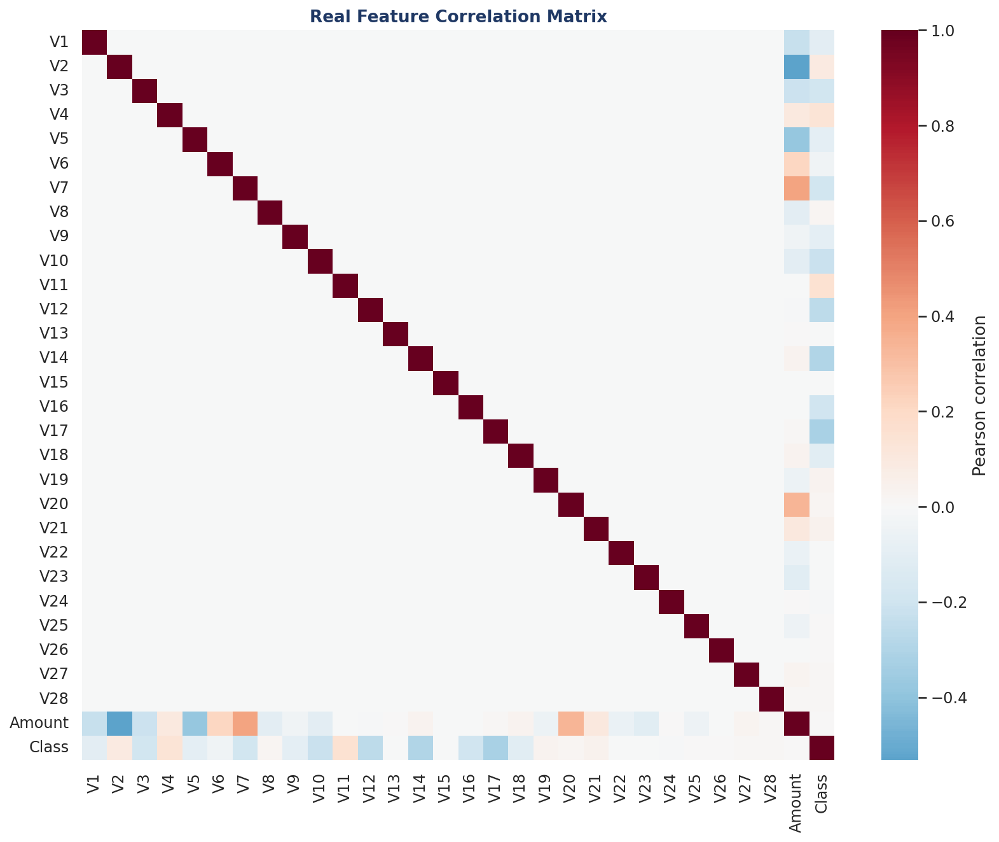 Real Feature Correlation Matrix
V1
V2
V3
V4
V5
V6
V7
V8
V9
V10
V11
V12
V13
V14
V15
V16
V17
V18
V19
V20
V21
V22
V23
V24
V25
V26
V27
V28
Amount
Class
V1 V2 V3 V4 V5 V6 V7 V8 V9 V10 V11 V12 V13 V14 V15 V16 V17 V18 V19 V20 V21 V22 V23 V24 V25 V26 V27 V28 Amount Class
1.0
0.8
0.6
0.4
0.2
0.0
−0.2
−0.4
Pearson correlation